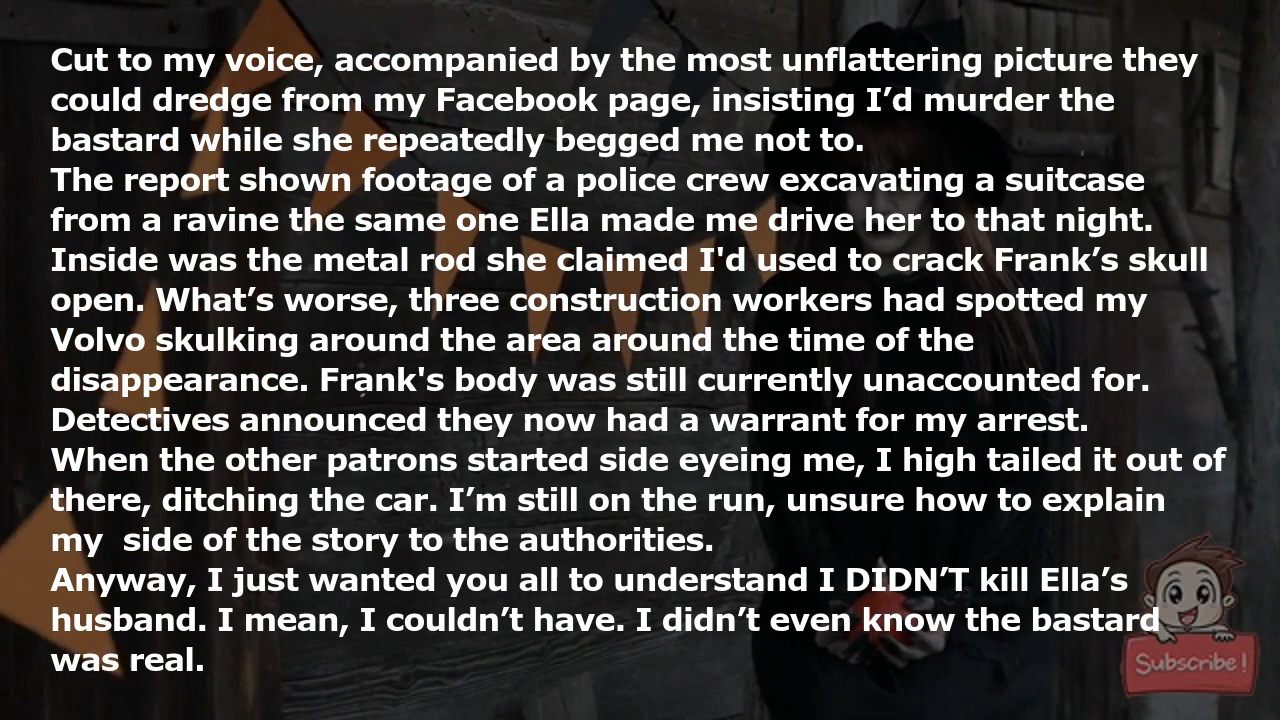 Cut to my voice, accompanied by the most unflattering picture they
could dredge from my Facebook page, insisting I’d murder the
bastard while she repeatedly begged me not to.
The report shown footage of a police crew excavating a suitcase
from a ravine the same one Ella made me drive her to that night.
Inside was the metal rod she claimed I'd used to crack Frank’s skull
open. What’s worse, three construction workers had spotted my
Volvo skulking around the area around the time of the
disappearance. Frank's body was still currently unaccounted for.
Detectives announced they now had a warrant for my arrest.
When the other patrons started side eyeing me, I high tailed it out of
there, ditching the car. I’m still on the run, unsure how to explain
my  side of the story to the authorities.
Anyway, I just wanted you all to understand I DIDN’T kill Ella’s
husband. I mean, I couldn’t have. I didn’t even know the bastard
was real.
Subscribe!